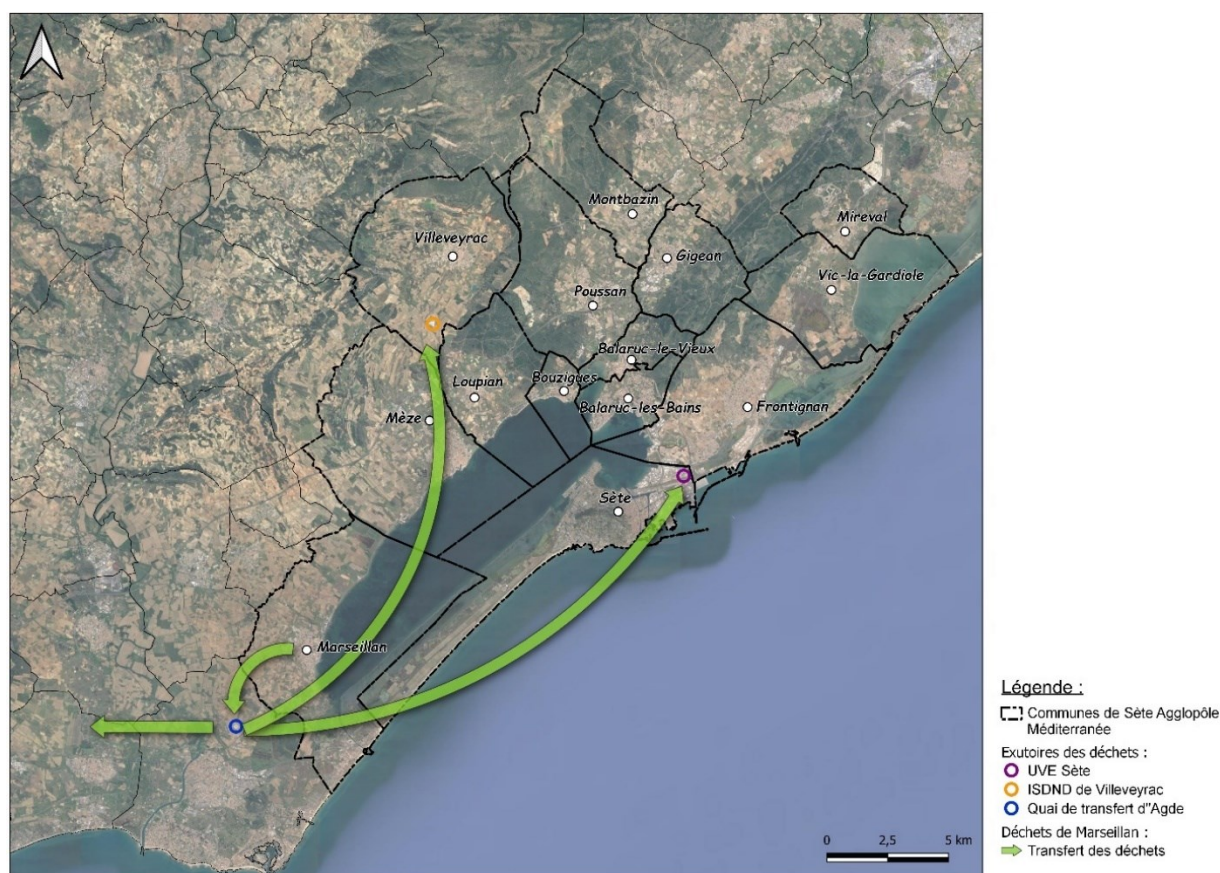 Montbazin
Mireval
Villeveyrac
Gigean
Vic-la-Gardiole
Poussan
Balaruc-le-Vieux
Bouzigues
Loupian
Balaruc-les-Bains
Frontignan
Mèze
Sète
Marseillan
0 2,5 5 km
Légende :
Communes de Sète Agglopôle
Méditerranée
Exutoires des déchets :
UVE Sète
ISDND de Villeveyrac
Quai de transfert d"Agde
Déchets de Marseillan :
Transfert des déchets